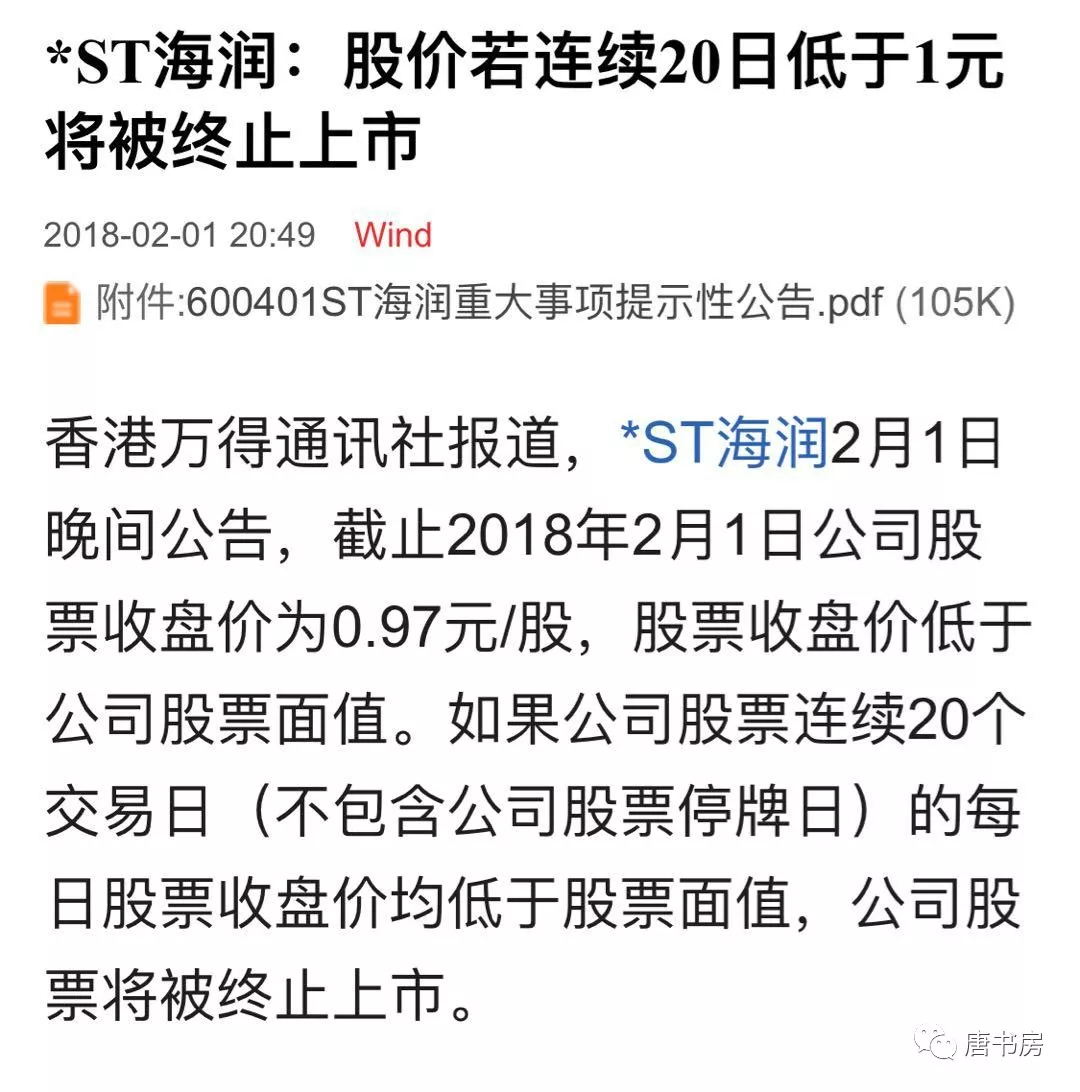 *ST海润：股价若连续20日低于1元
将被终止上市
2018-02-01 20:49 Wind
附件:600401ST海润重大事项提示性公告.pdf (105K)
香港万得通讯社报道，*ST海润2月1日
晚间公告，截止2018年2月1日公司股
票收盘价为0.97元/股，股票收盘价低于
公司股票面值。如果公司股票连续20个
交易日（不包含公司股票停牌日）的每
日股票收盘价均低于股票面值，公司股
票将被终止上市。
唐书房